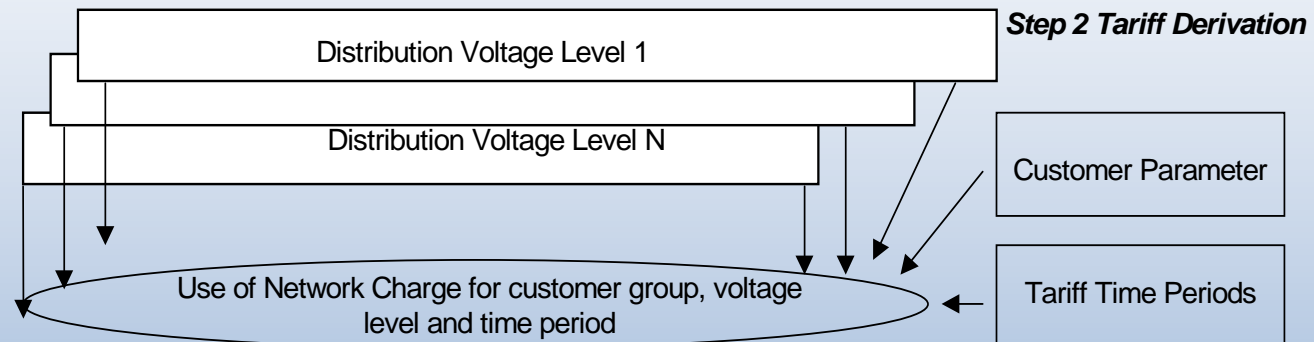 Step 2 Tariff Derivation
Distribution Voltage Level 1
Distribution Voltage Level N
Customer Parameter
Tariff Time Periods
Use of Network Charge for customer group, voltage
level and time period